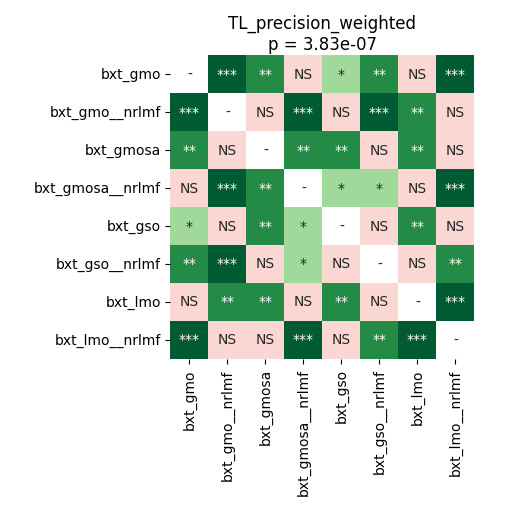 TL_precision_weighted
p = 3.83e-07
bxt_gmo - *** ** NS * ** NS ***
bxt_gmo__nrlmf *** - NS *** NS *** ** NS
bxt_gmosa ** NS - ** ** NS ** NS
bxt_gmosa__nrlmf NS *** ** - * * NS ***
bxt_gso * NS ** * - NS ** NS
bxt_gso__nrlmf ** *** NS * NS - NS **
bxt_lmo NS ** ** NS ** NS - ***
bxt_lmo__nrlmf *** NS NS *** NS ** *** -
bxt_gmo
bxt_gmo__nrlmf
bxt_gmosa
bxt_gmosa__nrlmf
bxt_gso
bxt_gso__nrlmf
bxt_lmo
bxt_lmo__nrlmf